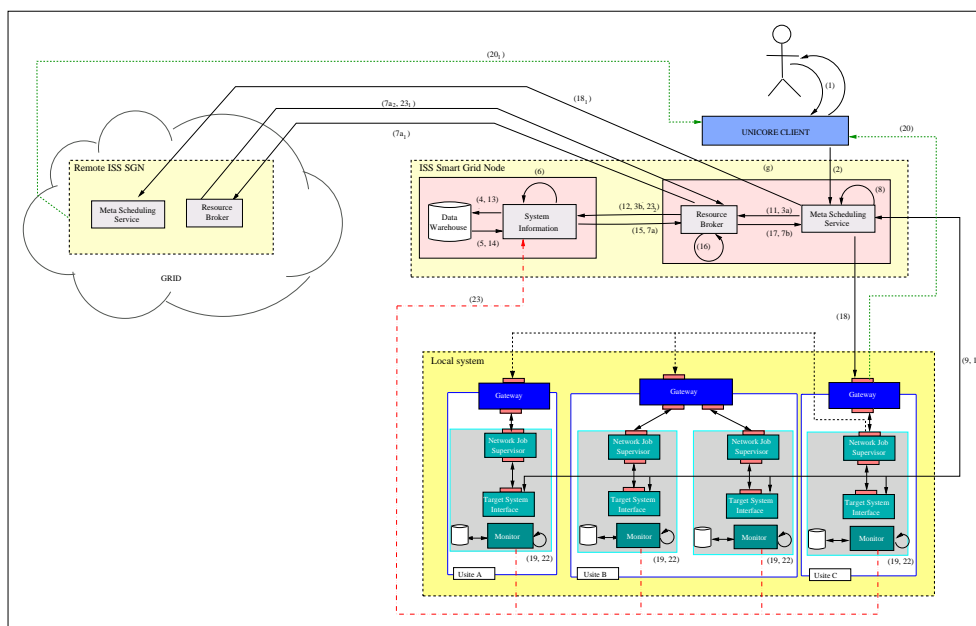 (20₁)
(1)
(18₁)
(7a₂, 23₁)
(7a₁)
UNICORE CLIENT
(20)
Remote ISS SGN
Meta Scheduling
Service
Resource
Broker
GRID
ISS Smart Grid Node
(g)
(2)
(6)
(8)
(4, 13)
Data
Warehouse
(5, 14)
System
Information
(12, 3b, 23₂)
(15, 7a)
Resource
Broker
(16)
(11, 3a)
(17, 7b)
Meta Scheduling
Service
(23)
(18)
(9, 1
Local system
Gateway
Gateway
Gateway
Network Job
Supervisor
Network Job
Supervisor
Network Job
Supervisor
Network Job
Supervisor
Target System
Interface
Target System
Interface
Target System
Interface
Target System
Interface
Monitor
Monitor
Monitor
Monitor
(19, 22)
(19, 22)
(19, 22)
(19, 22)
Usite A
Usite B
Usite C